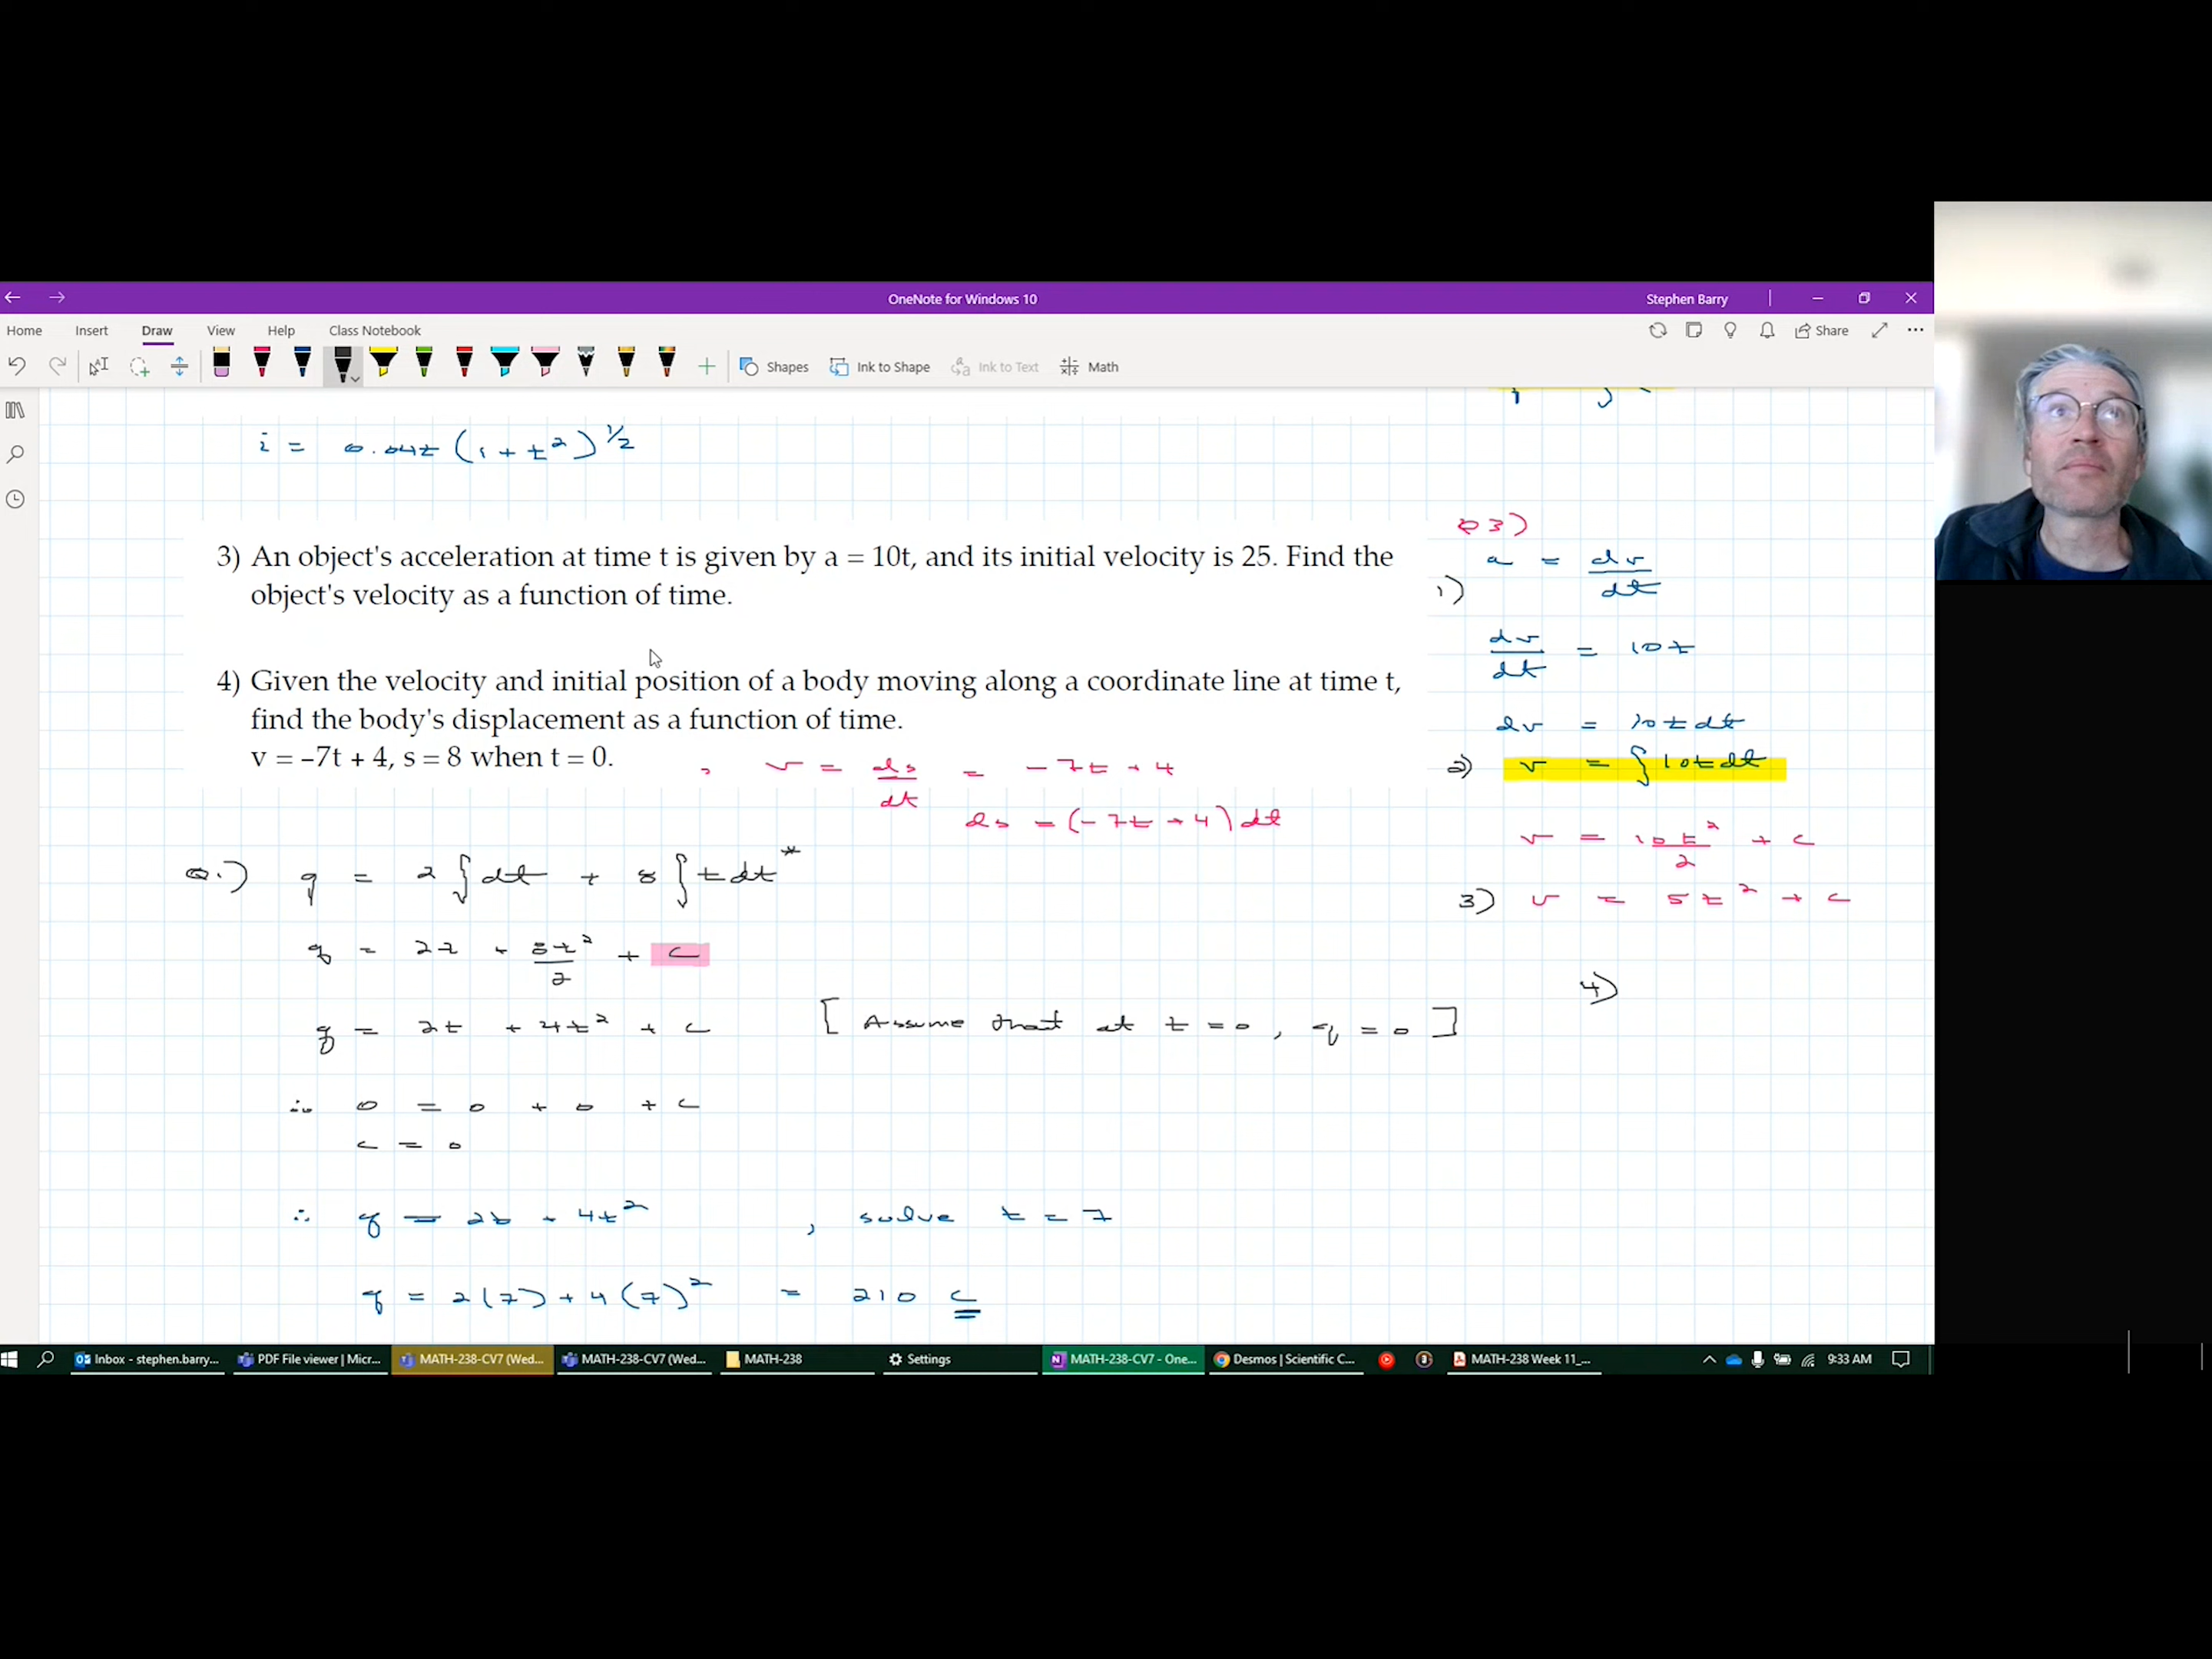 OneNote for Windows 10
Stephen Barry
Home Insert Draw View Help Class Notebook
Share
Shapes Ink to Shape Ink to Text Math
i = 0.04t (1 + t²)^1/2
3) An object's acceleration at time t is given by a = 10t, and its initial velocity is 25. Find the
object's velocity as a function of time.
4) Given the velocity and initial position of a body moving along a coordinate line at time t,
find the body's displacement as a function of time.
v = –7t + 4, s = 8 when t = 0.
, v = ds/dt = -7t + 4
ds = (-7t + 4) dt
Q1) q = 2∫dt + 8∫t dt *
q = 2t + 8t²/2 + c
q = 2t + 4t² + c [Assume that at t = 0, q = 0]
∴ 0 = 0 + 0 + c
c = 0
∴ q = 2t + 4t² , solve t = 7
q = 2(7) + 4(7)² = 210 C
Q3)
1) a = dv/dt
dv/dt = 10t
dv = 10t dt
2) v = ∫10t dt
v = 10t²/2 + c
3) v = 5t² + c
4)
Inbox - stephen.barry... PDF File viewer | Micr... MATH-238-CV7 (Wed... MATH-238-CV7 (Wed... MATH-238 Settings MATH-238-CV7 - One... Desmos | Scientific C... MATH-238 Week 11_... 9:33 AM